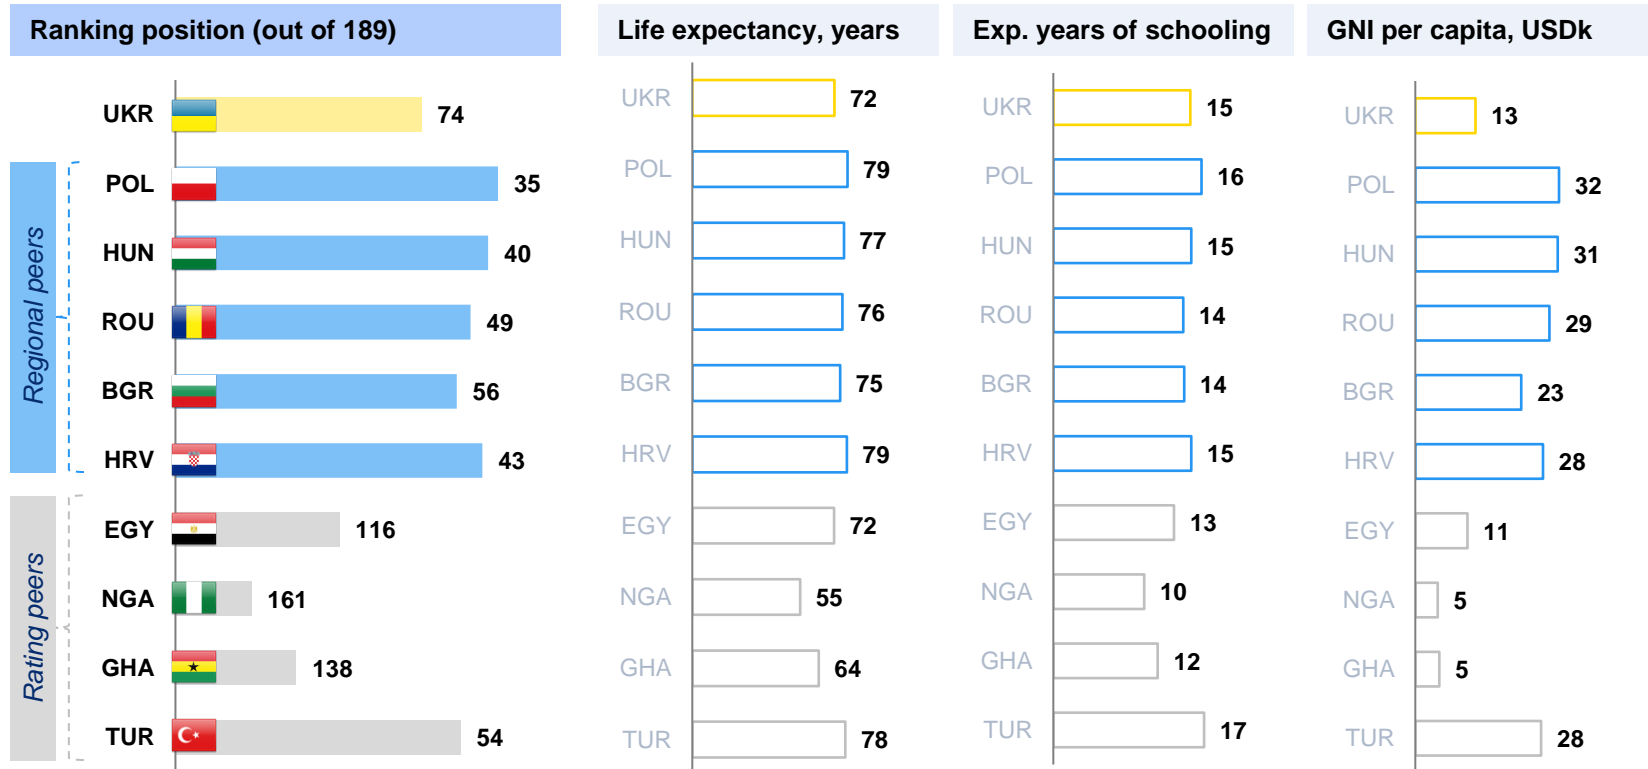 Ranking position (out of 189)
Life expectancy, years
Exp. years of schooling
GNI per capita, USDk
Regional peers
Rating peers
UKR 74
POL 35
HUN 40
ROU 49
BGR 56
HRV 43
EGY 116
NGA 161
GHA 138
TUR 54
UKR 72
POL 79
HUN 77
ROU 76
BGR 75
HRV 79
EGY 72
NGA 55
GHA 64
TUR 78
UKR 15
POL 16
HUN 15
ROU 14
BGR 14
HRV 15
EGY 13
NGA 10
GHA 12
TUR 17
UKR 13
POL 32
HUN 31
ROU 29
BGR 23
HRV 28
EGY 11
NGA 5
GHA 5
TUR 28